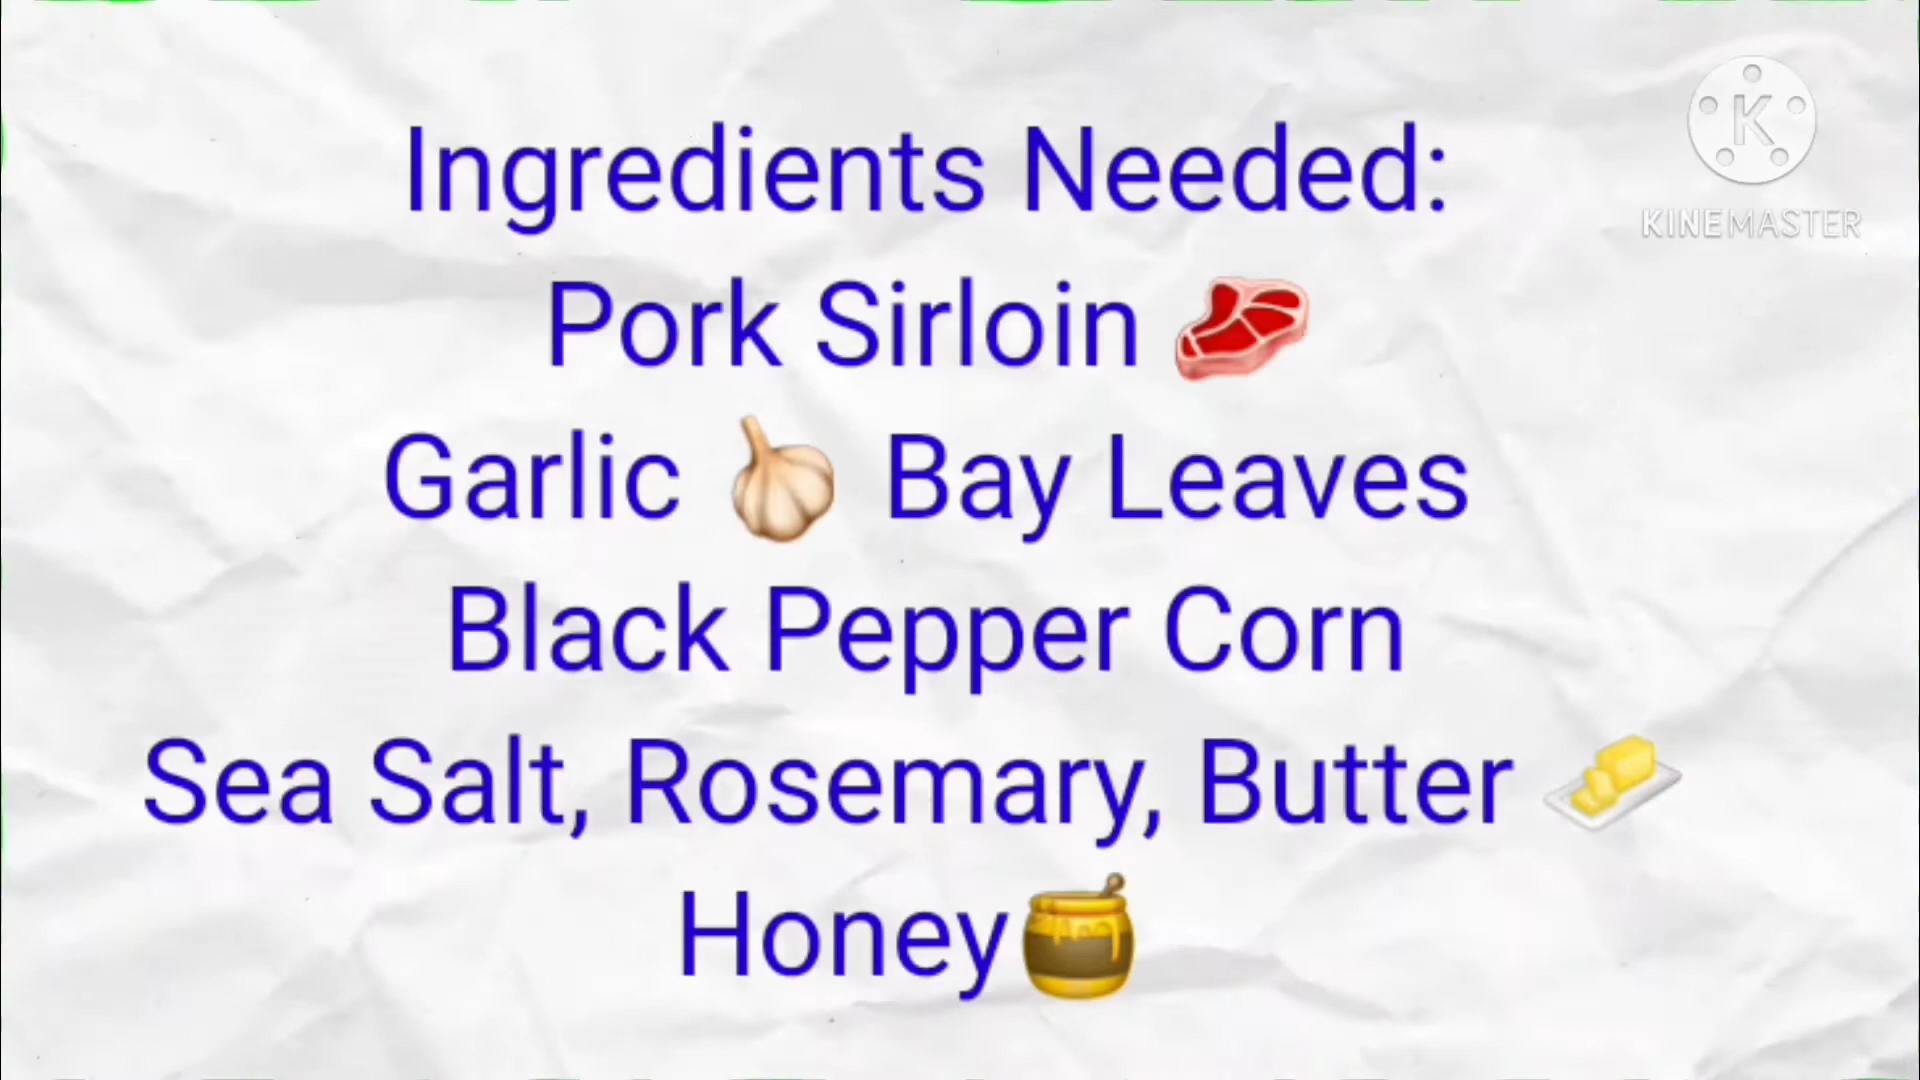 K
KINEMASTER
Ingredients Needed:
Pork Sirloin 🥩
Garlic 🧄 Bay Leaves
Black Pepper Corn
Sea Salt, Rosemary, Butter 🧈
Honey🍯